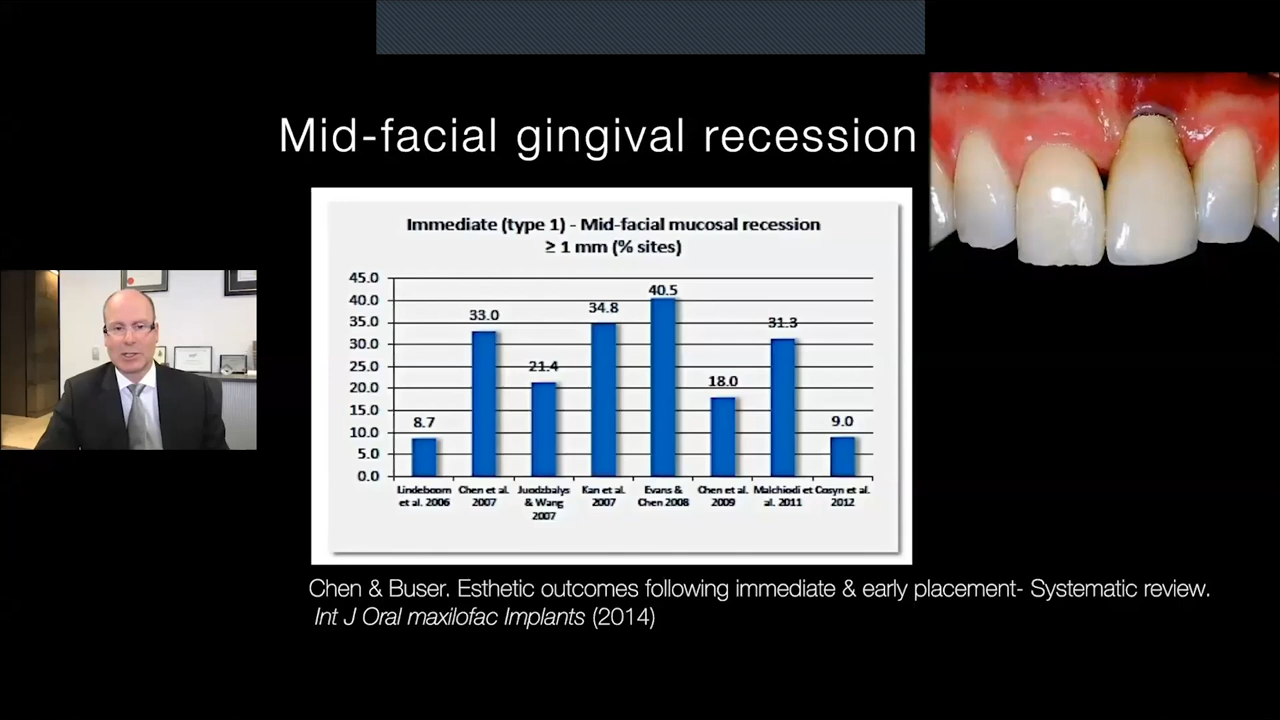 Mid-facial gingival recession
Immediate (type 1) - Mid-facial mucosal recession
≥ 1 mm (% sites)
45.0
40.0
35.0
30.0
25.0
20.0
15.0
10.0
5.0
0.0
8.7
33.0
21.4
34.8
40.5
18.0
31.3
9.0
Lindeboom
et al. 2006
Chen et al.
2007
Juodzbalys
& Wang
2007
Kan et al.
2007
Evans &
Chen 2008
Chen et al.
2009
Malchiodi et
al. 2011
Cosyn et al.
2012
Chen & Buser. Esthetic outcomes following immediate & early placement- Systematic review.
Int J Oral maxilofac Implants (2014)